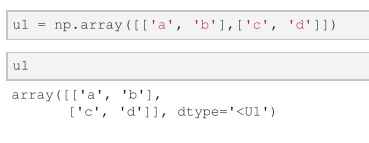 ul = np.array([['a', 'b'],['c', 'd']])
ul
array([['a', 'b'],
       ['c', 'd']], dtype='<U1')